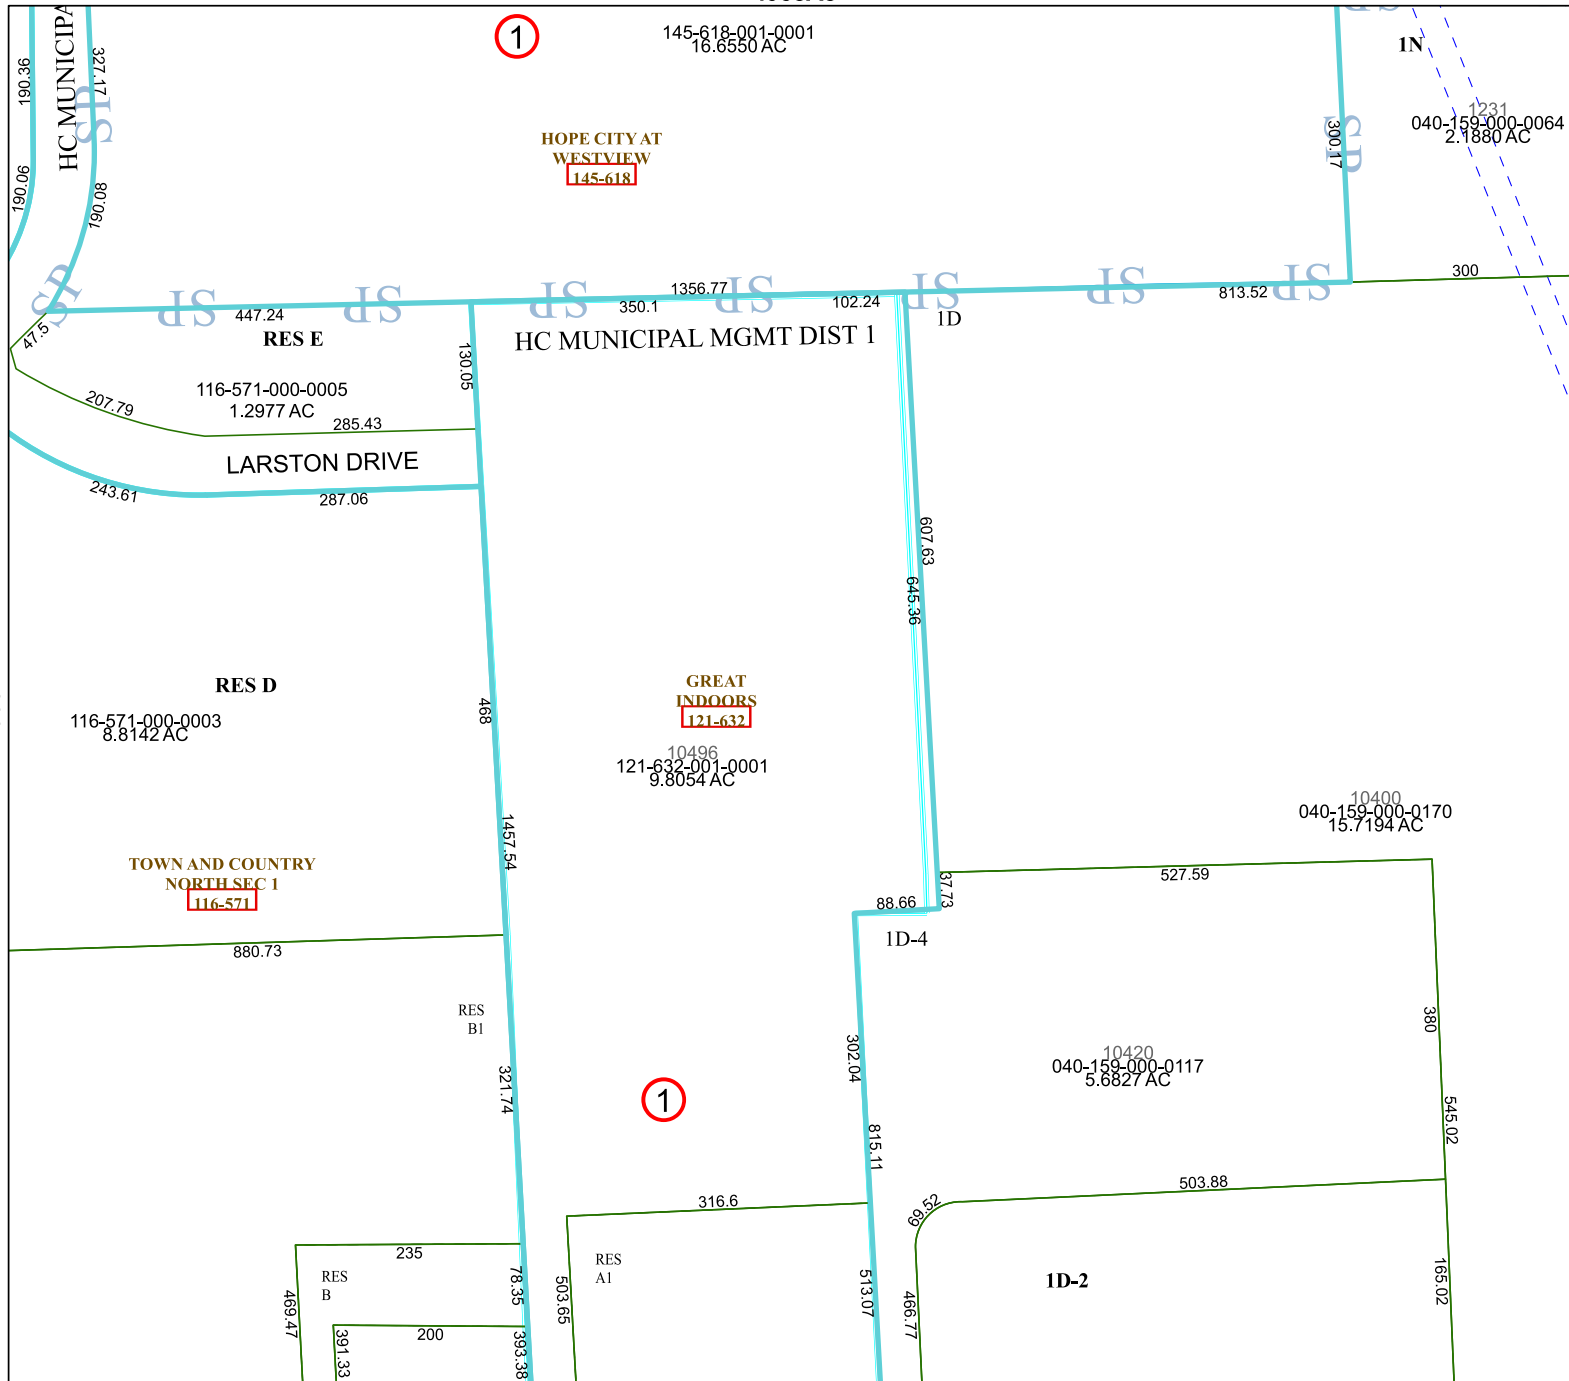 1
145-618-001-0001
16.6550 AC
1N
1231
040-159-000-0064
2.1880 AC
190.36
HC MUNICIPA
327.17
SP
190.06
190.08
HOPE CITY AT
WESTVIEW
145-618
300.17
SP
SP
SP
SP
SP
SP
SP
SP
SP
1356.77
300
447.24
350.1
102.24
813.52
47.5
RES E
130.05
HC MUNICIPAL MGMT DIST 1
1D
116-571-000-0005
1.2977 AC
207.79
285.43
LARSTON DRIVE
243.61
287.06
607.63
645.36
RES D
468
116-571-000-0003
8.8142 AC
GREAT
INDOORS
121-632
10496
121-632-001-0001
9.8054 AC
10400
040-159-000-0170
15.7194 AC
1457.54
TOWN AND COUNTRY
NORTH SEC 1
116-571
527.59
37.73
88.66
1D-4
880.73
RES
B1
380
302.04
10420
040-159-000-0117
5.6827 AC
321.74
1
815.11
545.02
316.6
503.88
69.52
235
RES
B
78.35
RES
A1
503.65
513.07
1D-2
165.02
469.47
466.77
200
391.33
393.38